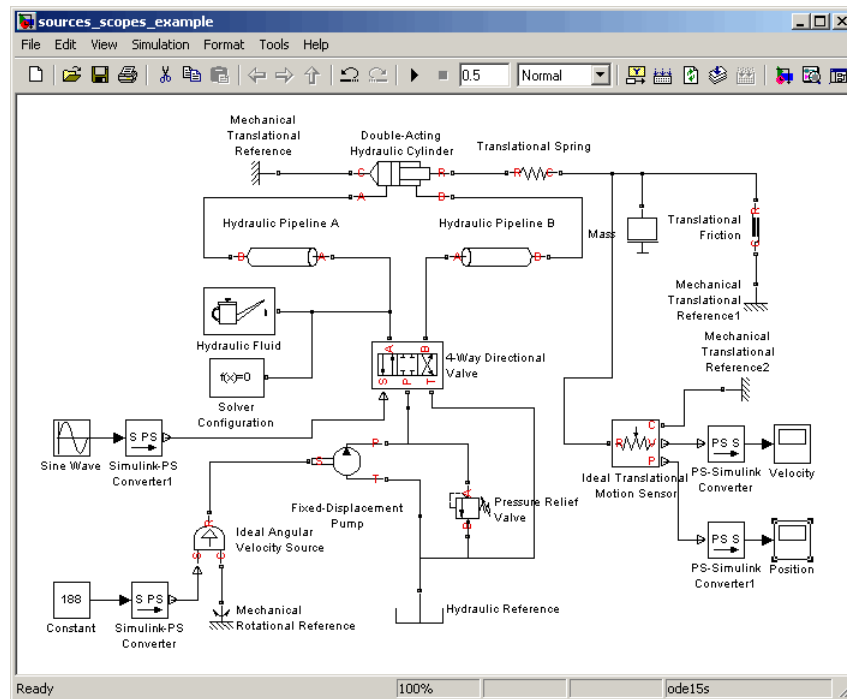 sources_scopes_example
File Edit View Simulation Format Tools Help
0.5 Normal
Mechanical
Translational
Reference
Double-Acting
Hydraulic Cylinder
Translational Spring
C R R C
A D
Hydraulic Pipeline A
Hydraulic Pipeline B
Mass
Translational
Friction
R
C
B A A D
Mechanical
Translational
Reference1
Hydraulic Fluid
A B
S P T
4-Way Directional
Valve
Mechanical
Translational
Reference2
f(x)=0
Solver
Configuration
Sine Wave
S PS
Simulink-PS
Converter1
P
S
T
Fixed-Displacement
Pump
A
B
Pressure Relief
Valve
C
R V
P
Ideal Translational
Motion Sensor
PS S
PS-Simulink
Converter
Velocity
R
S C
Ideal Angular
Velocity Source
PS S
PS-Simulink
Converter1
Position
188
Constant
S PS
Simulink-PS
Converter
Mechanical
Rotational Reference
Hydraulic Reference
Ready 100% ode15s